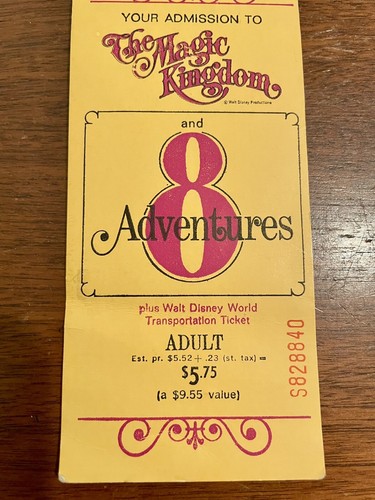 YOUR ADMISSION TO
The Magic
Kingdom
© Walt Disney Productions
and
8
Adventures
plus Walt Disney World
Transportation Ticket
ADULT
Est. pr. $5.52 + .23 (st. tax) =
$5.75
(a $9.55 value)
S828840